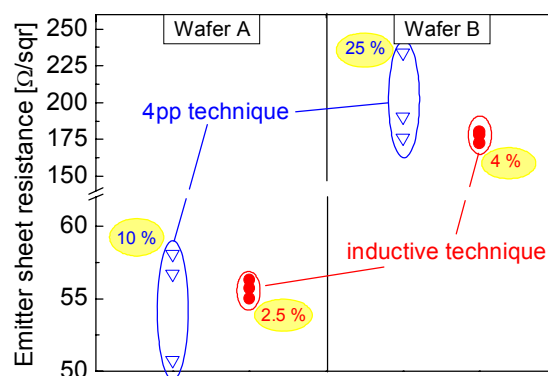 Emitter sheet resistance [Ω/sqr]
250
225
200
175
150
60
55
50
Wafer A
Wafer B
25 %
4pp technique
4 %
10 %
inductive technique
2.5 %